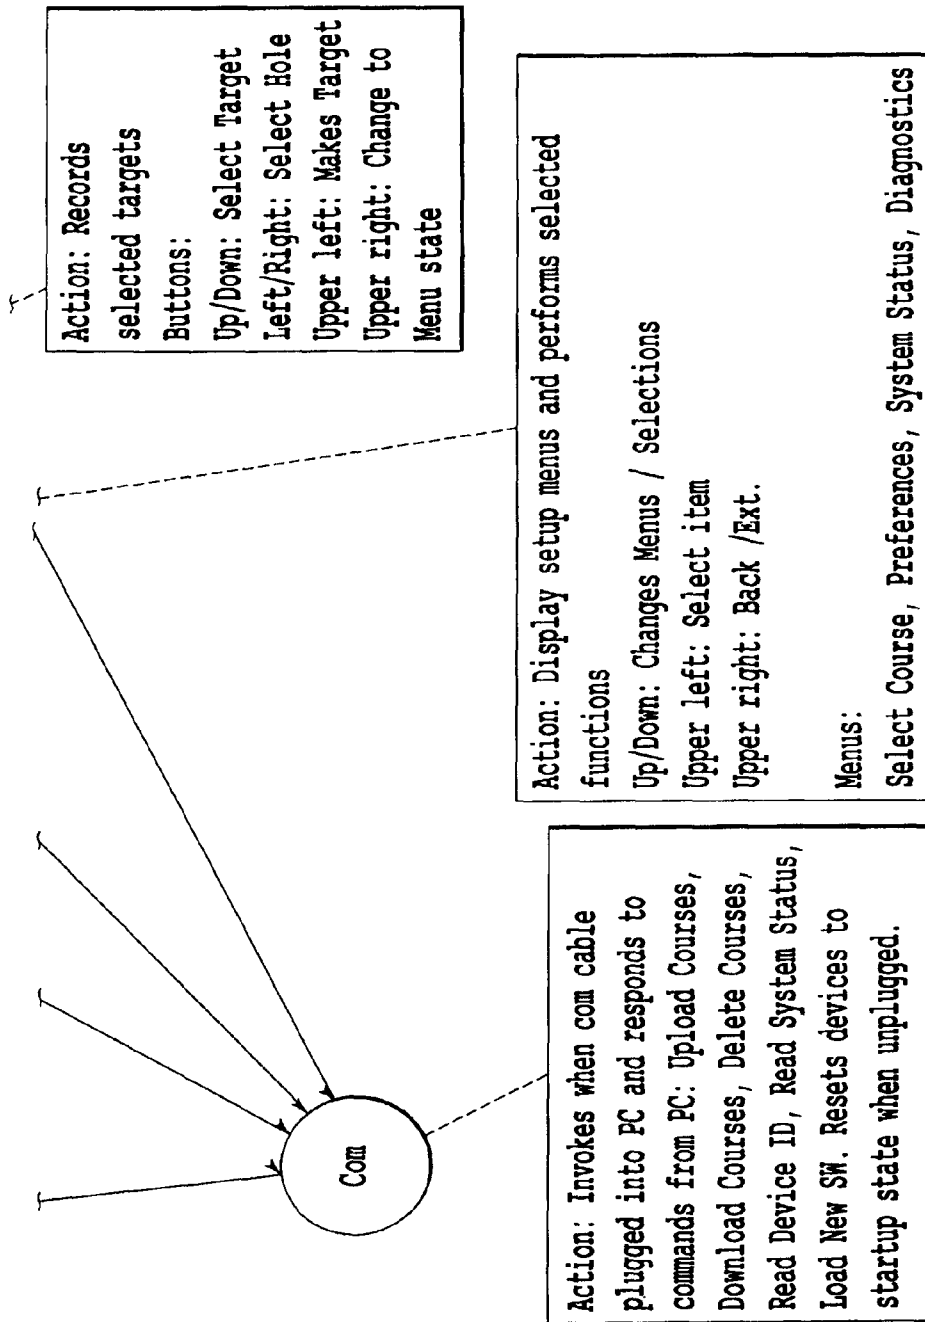 Com
Action: Invokes when com cable
plugged into PC and responds to
commands from PC: Upload Courses,
Download Courses, Delete Courses,
Read Device ID, Read System Status,
Load New SW. Resets devices to
startup state when unplugged.
Action: Display setup menus and performs selected
functions
Up/Down: Changes Menus / Selections
Upper left: Select item
Upper right: Back /Ext.
Menus:
Select Course, Preferences, System Status, Diagnostics
Action: Records
selected targets
Buttons:
Up/Down: Select Target
Left/Right: Select Hole
Upper left: Makes Target
Upper right: Change to
Menu state